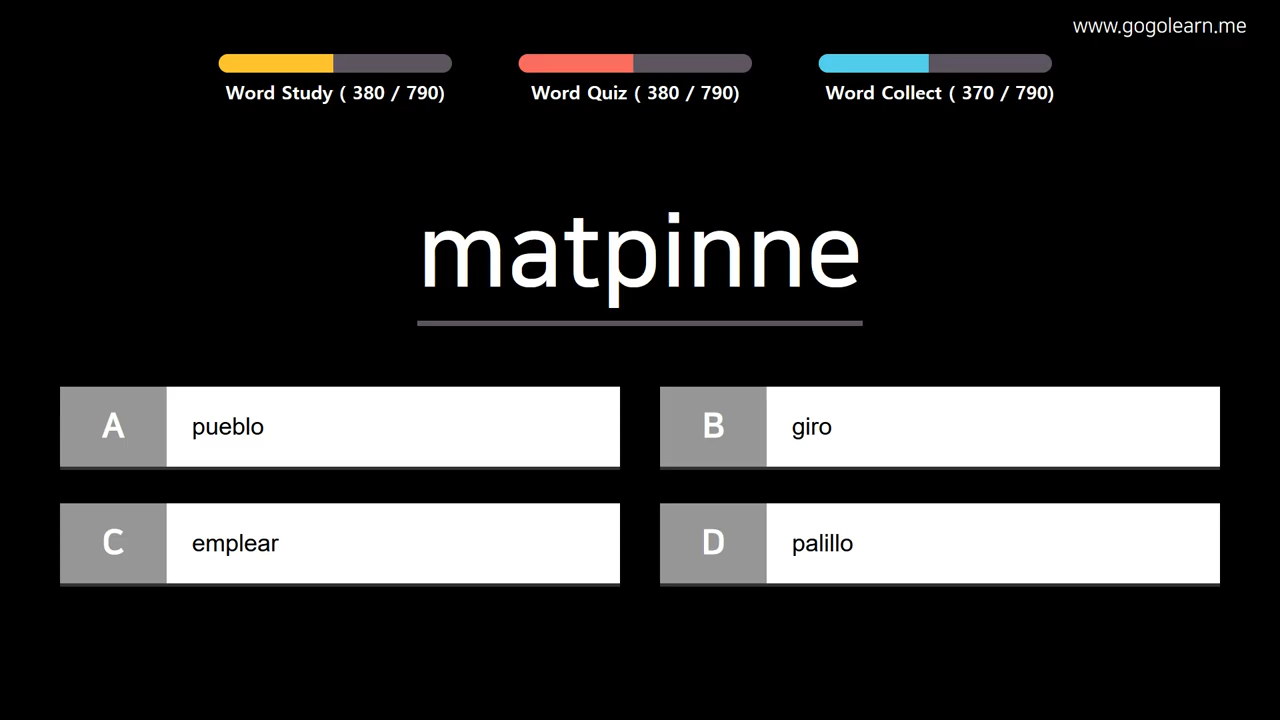 www.gogolearn.me
Word Study ( 380 / 790)
Word Quiz ( 380 / 790)
Word Collect ( 370 / 790)
matpinne
A pueblo
B giro
C emplear
D palillo